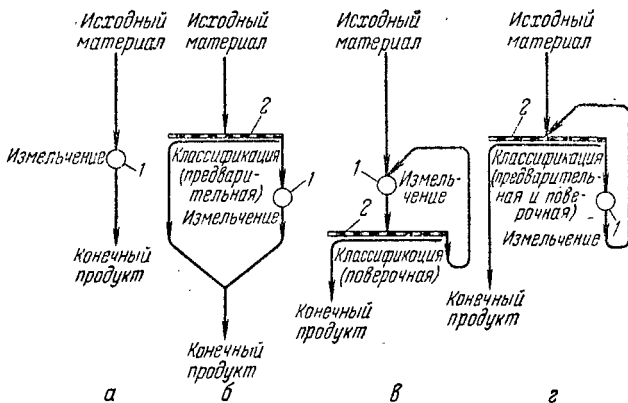 Исходный
материал
Измельчение
1
Конечный
продукт
а
Исходный
материал
2
Классификация
(предвари-
тельная)
1
Измельчение
Конечный
продукт
б
Исходный
материал
1
Измель-
чение
2
Классификация
(поверочная)
Конечный
продукт
в
Исходный
материал
2
Классификация
(предваритель-
ная и пове-
рочная)
1
Измельчение
Конечный
продукт
г